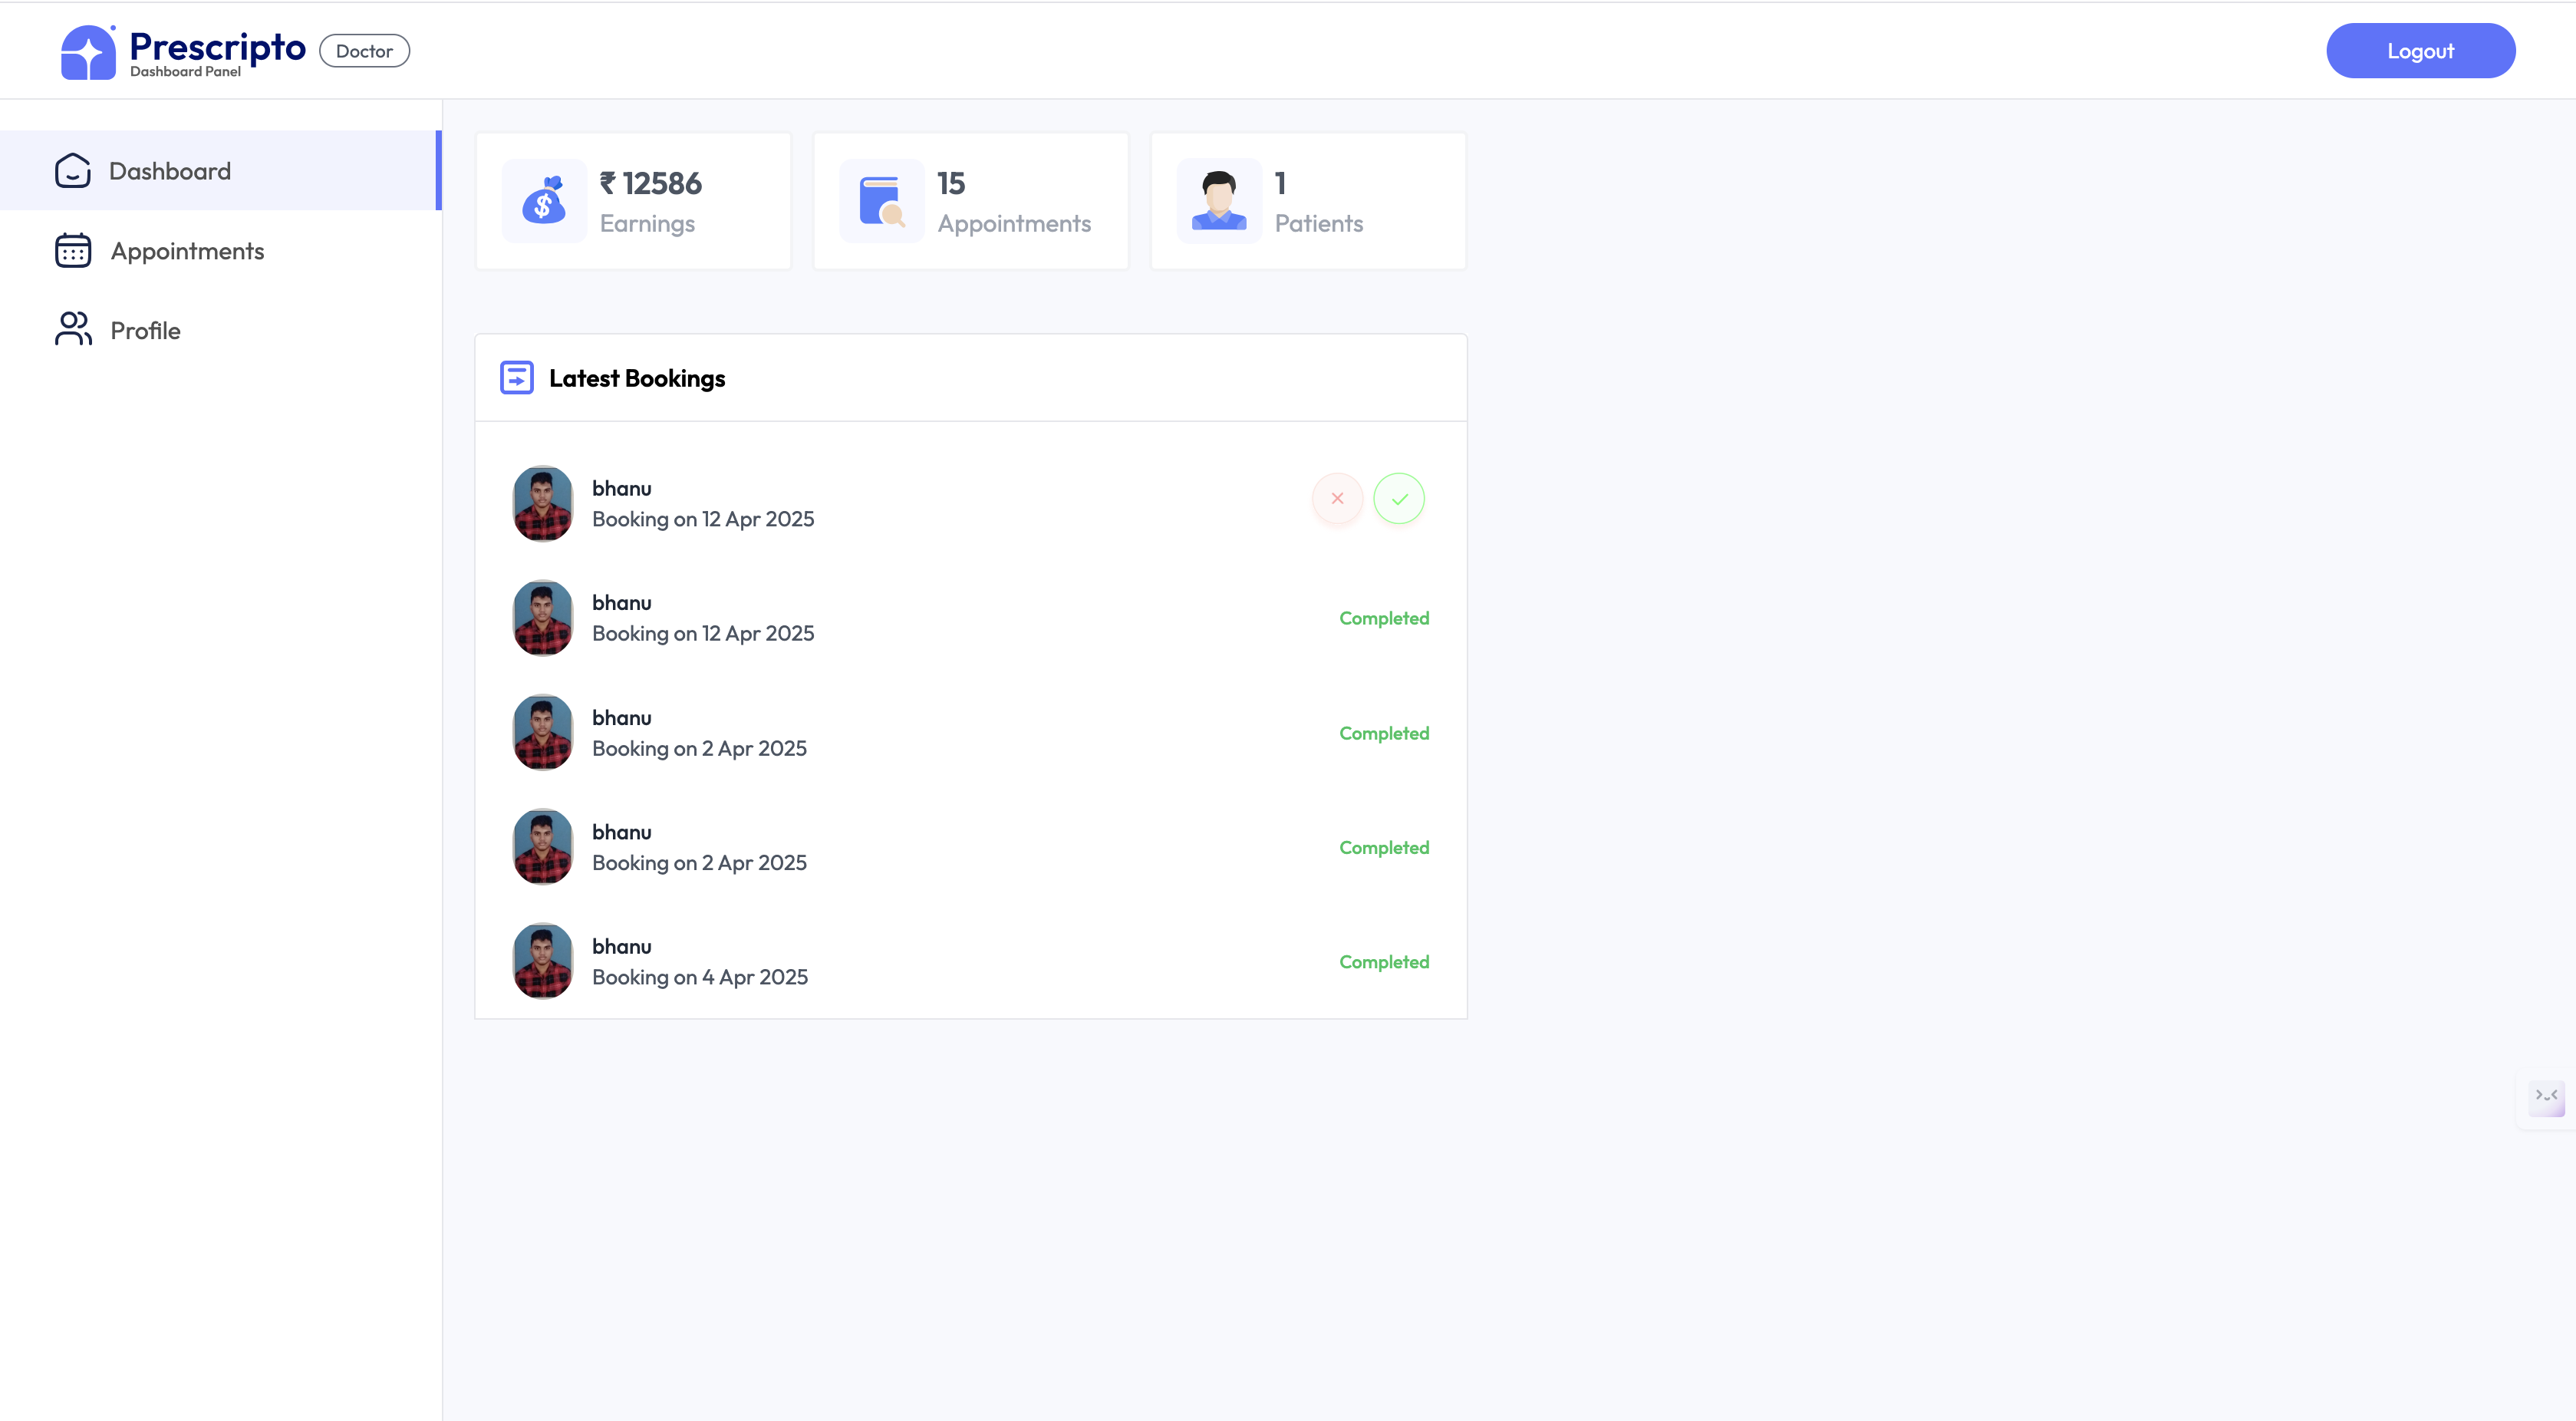 Prescripto
Dashboard Panel
Doctor
Logout
Dashboard
Appointments
Profile
₹ 12586
Earnings
15
Appointments
1
Patients
Latest Bookings
bhanu
Booking on 12 Apr 2025
bhanu
Booking on 12 Apr 2025
Completed
bhanu
Booking on 2 Apr 2025
Completed
bhanu
Booking on 2 Apr 2025
Completed
bhanu
Booking on 4 Apr 2025
Completed